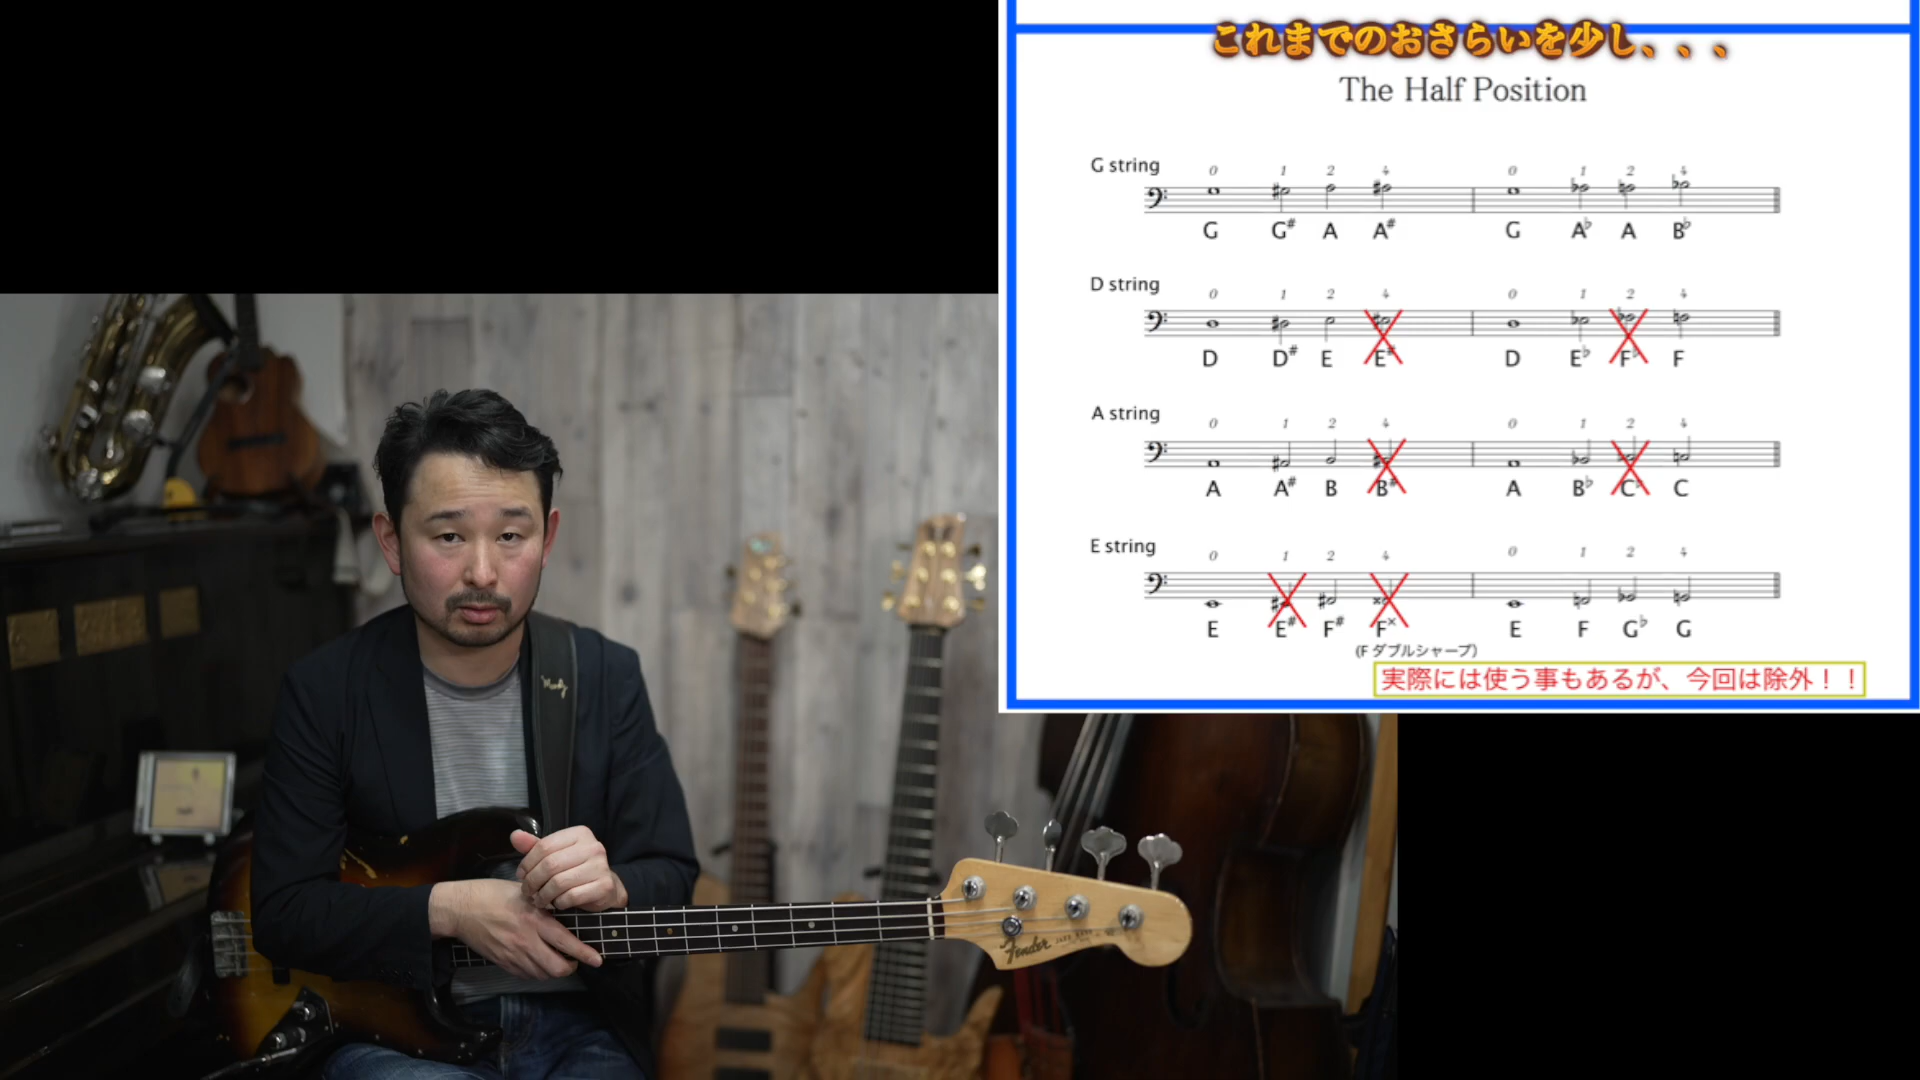 これまでのおさらいを少し、、、
The Half Position
G string
0 1 2 4 0 1 2 4
G G# A A# G A♭ A B♭
D string
0 1 2 4 0 1 2 4
D D# E E# D E♭ F♭ F
A string
0 1 2 4 0 1 2 4
A A# B B# A B♭ C♭ C
E string
0 1 2 4 0 1 2 4
E E# F# F× E F G♭ G
(F ダブルシャープ)
実際には使う事もあるが、今回は除外！！
Moody
Fender